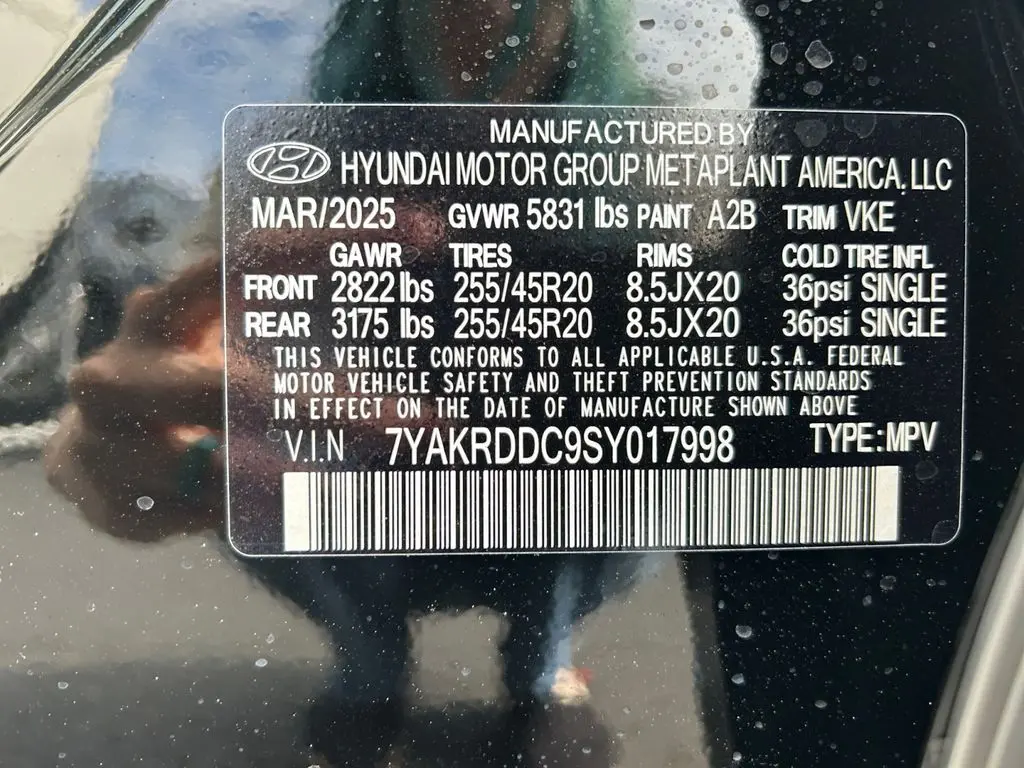 MANUFACTURED BY
HYUNDAI MOTOR GROUP METAPLANT AMERICA, LLC
MAR/2025 GVWR 5831 lbs PAINT A2B TRIM VKE
GAWR TIRES RIMS COLD TIRE INFL
FRONT 2822 lbs 255/45R20 8.5JX20 36psi SINGLE
REAR 3175 lbs 255/45R20 8.5JX20 36psi SINGLE
THIS VEHICLE CONFORMS TO ALL APPLICABLE U.S.A. FEDERAL
MOTOR VEHICLE SAFETY AND THEFT PREVENTION STANDARDS
IN EFFECT ON THE DATE OF MANUFACTURE SHOWN ABOVE
V.I.N 7YAKRDDC9SY017998 TYPE: MPV